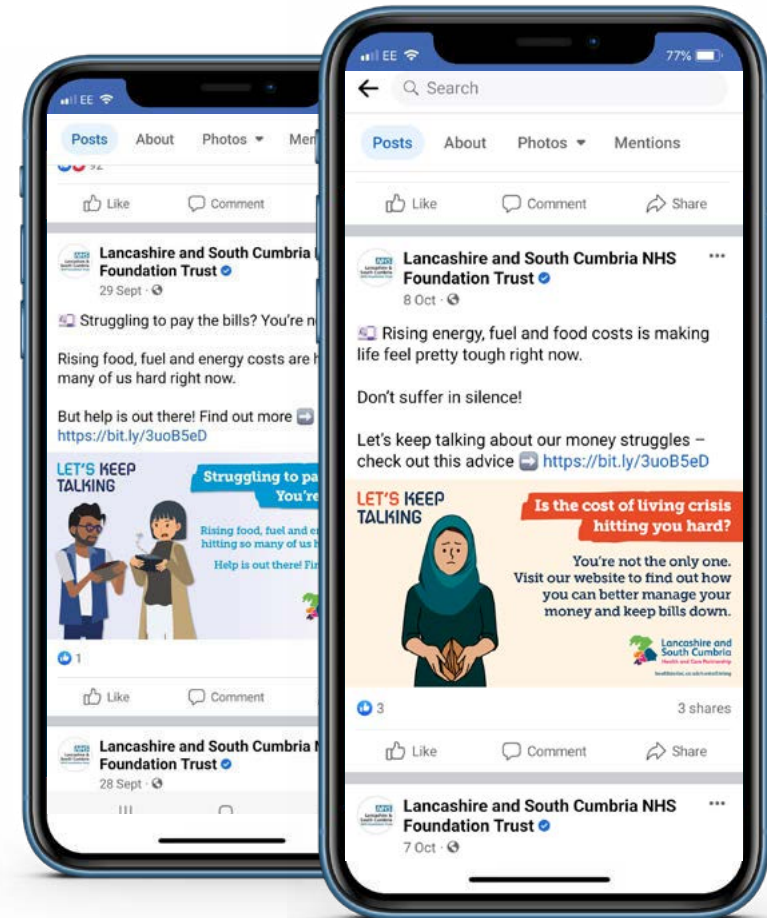 EE
Posts About Photos Men
92
Like Comment
Lancashire and South Cumbria N
Foundation Trust
29 Sept ·
Struggling to pay the bills? You're n
Rising food, fuel and energy costs are h
many of us hard right now.
But help is out there! Find out more
https://bit.ly/3uoB5eD
LET'S KEEP
TALKING
Struggling to pa
You're
Rising food, fuel and en
hitting so many of us h
Help is out there! Fin
1
Like Comment
Lancashire and South Cumbria N
Foundation Trust
28 Sept ·
EE 77%
Search
Posts About Photos Mentions
Like Comment Share
NHS
Lancashire and South Cumbria NHS
Foundation Trust
8 Oct ·
Rising energy, fuel and food costs is making
life feel pretty tough right now.
Don't suffer in silence!
Let's keep talking about our money struggles –
check out this advice https://bit.ly/3uoB5eD
LET'S KEEP
TALKING
Is the cost of living crisis
hitting you hard?
You're not the only one.
Visit our website to find out how
you can better manage your
money and keep bills down.
Lancashire and
South Cumbria
Health and Care Partnership
3 3 shares
Like Comment Share
NHS
Lancashire and South Cumbria NHS
Foundation Trust
7 Oct ·